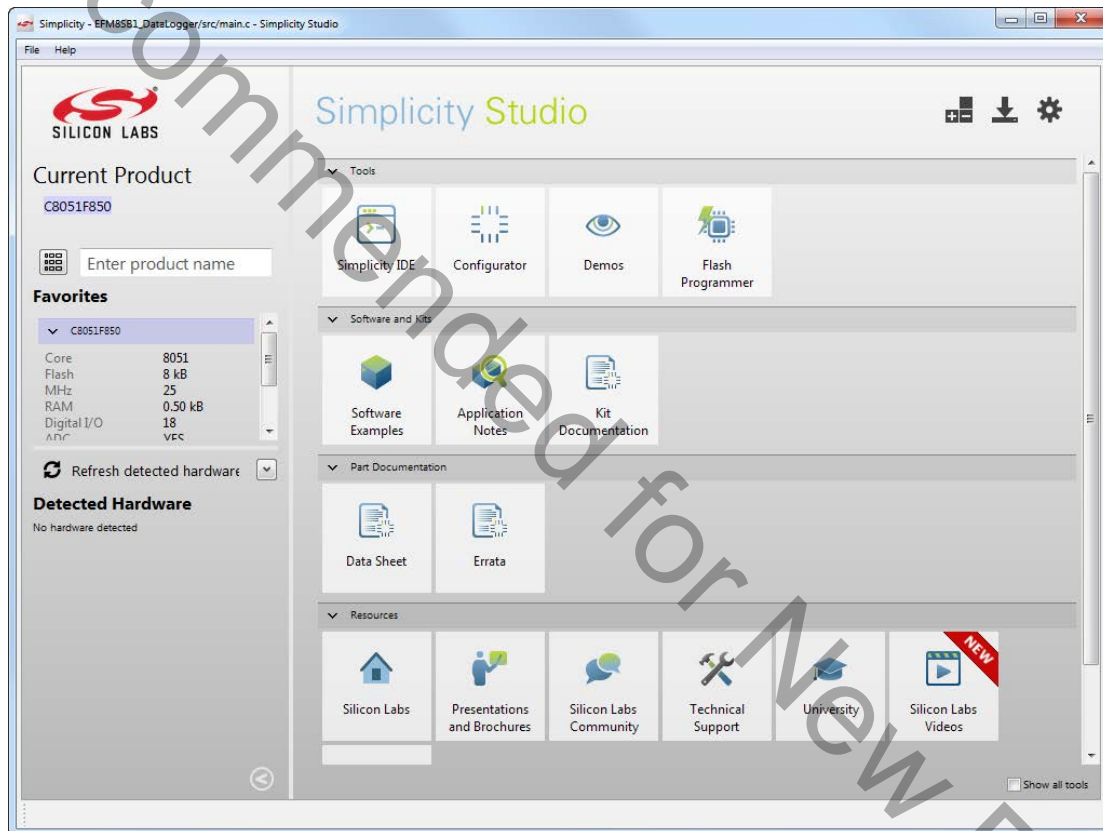 Simplicity - EFM8SB1_DataLogger/src/main.c - Simplicity Studio
File Help
SILICON LABS
Simplicity Studio
Current Product
C8051F850
Enter product name
Favorites
C8051F850
Core 8051
Flash 8 kB
MHz 25
RAM 0.50 kB
Digital I/O 18
ADC YES
Refresh detected hardware
Detected Hardware
No hardware detected
Tools
Simplicity IDE
Configurator
Demos
Flash
Programmer
Software and Kits
Software
Examples
Application
Notes
Kit
Documentation
Part Documentation
Data Sheet
Errata
Resources
Silicon Labs
Presentations
and Brochures
Silicon Labs
Community
Technical
Support
University
NEW
Silicon Labs
Videos
Show all tools
commended for New